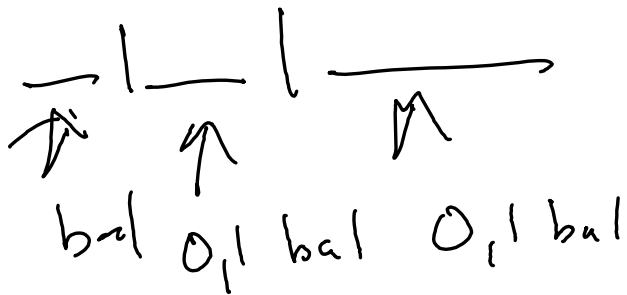 — | — | —
bal 0,1 bal 0,1 bal